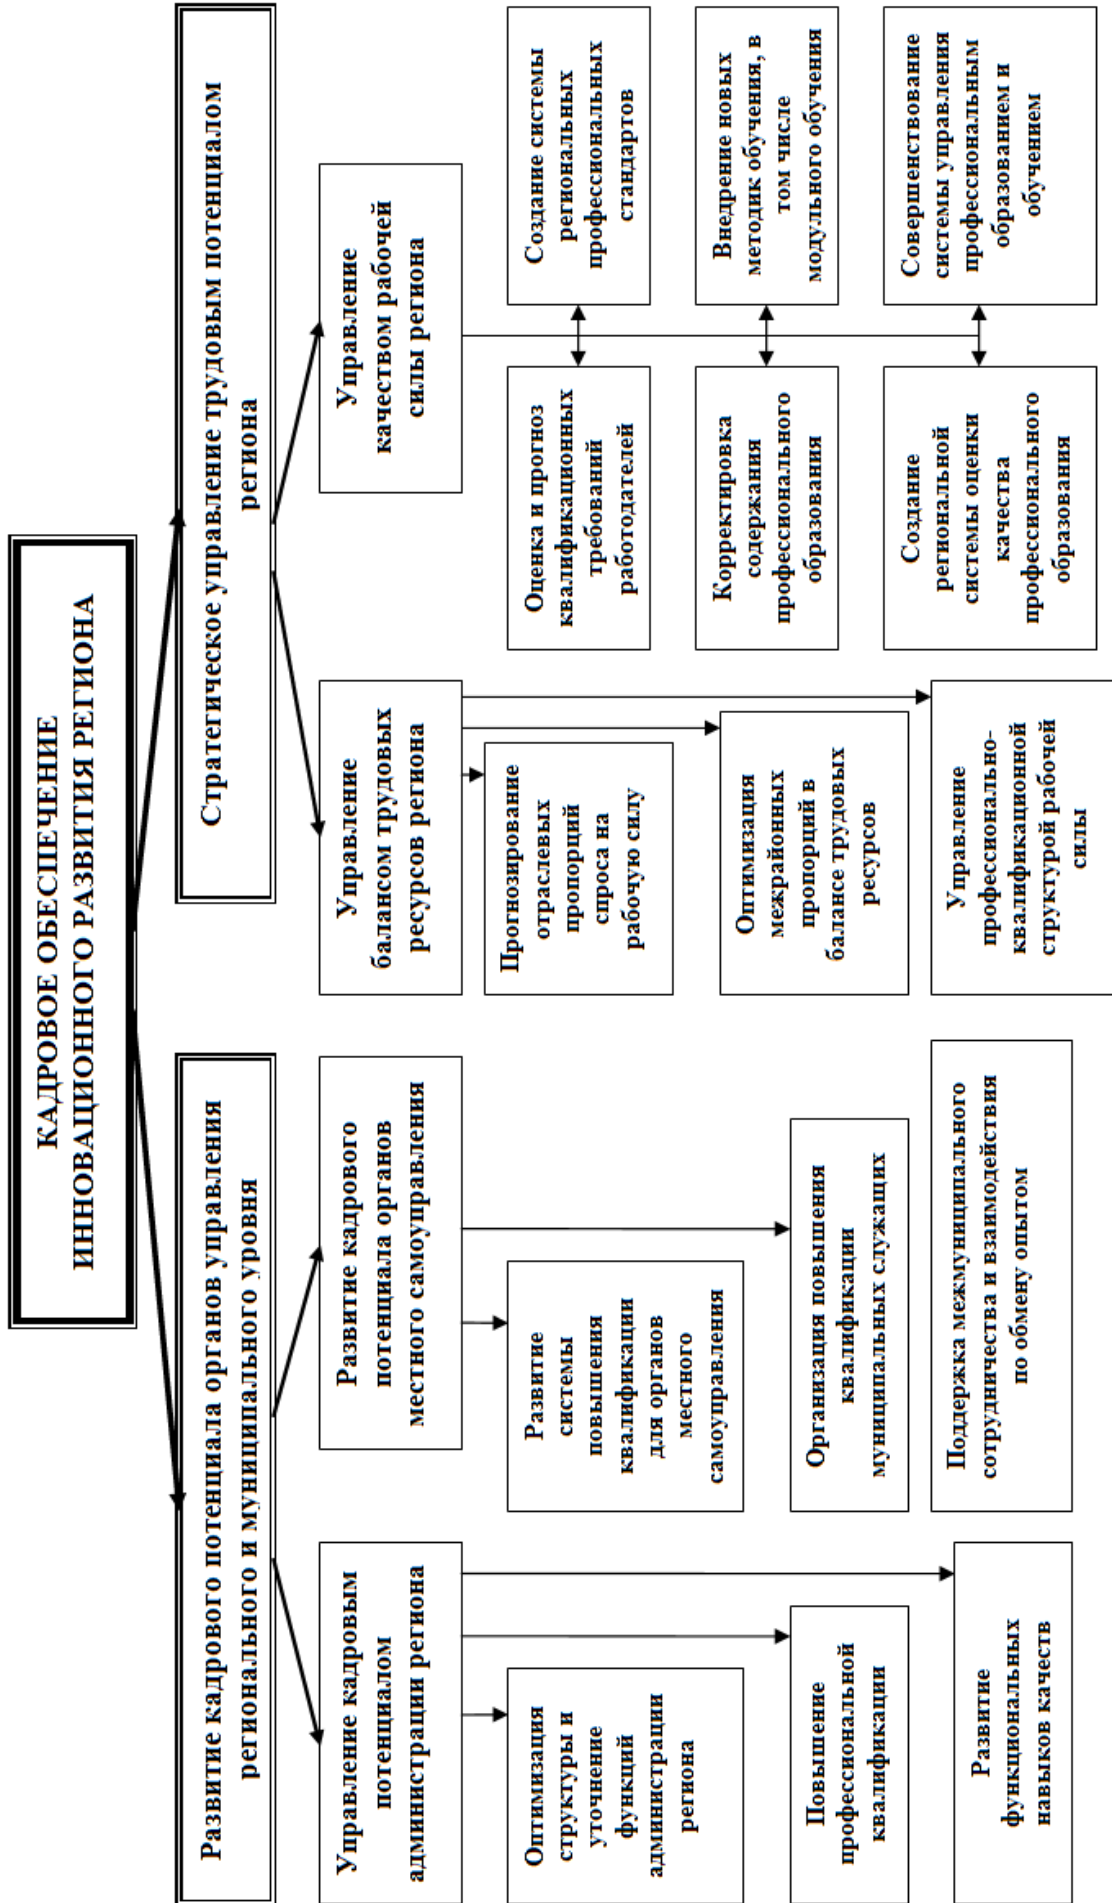 КАДРОВОЕ ОБЕСПЕЧЕНИЕ
ИННОВАЦИОННОГО РАЗВИТИЯ РЕГИОНА
Развитие кадрового потенциала органов управления
регионального и муниципального уровня
Стратегическое управление трудовым потенциалом
региона
Управление кадровым
потенциалом
администрации региона
Развитие кадрового
потенциала органов
местного самоуправления
Управление
балансом трудовых
ресурсов региона
Управление
качеством рабочей
силы региона
Оптимизация
структуры и
уточнение
функций
администрации
региона
Повышение
профессиональной
квалификации
Развитие
функциональных
навыков качеств
Развитие
системы
повышения
квалификации
для органов
местного
самоуправления
Организация повышения
квалификации
муниципальных служащих
Поддержка межмуниципального
сотрудничества и взаимодействия
по обмену опытом
Прогнозирование
отраслевых
пропорций
спроса на
рабочую силу
Оптимизация
межрайонных
пропорций в
балансе трудовых
ресурсов
Управление
профессионально-
квалификационной
структурой рабочей
силы
Оценка и прогноз
квалификационных
требований
работодателей
Создание системы
региональных
профессиональных
стандартов
Корректировка
содержания
профессионального
образования
Внедрение новых
методик обучения, в
том числе
модульного обучения
Создание
региональной
системы оценки
качества
профессионального
образования
Совершенствование
системы управления
профессиональным
образованием и
обучением